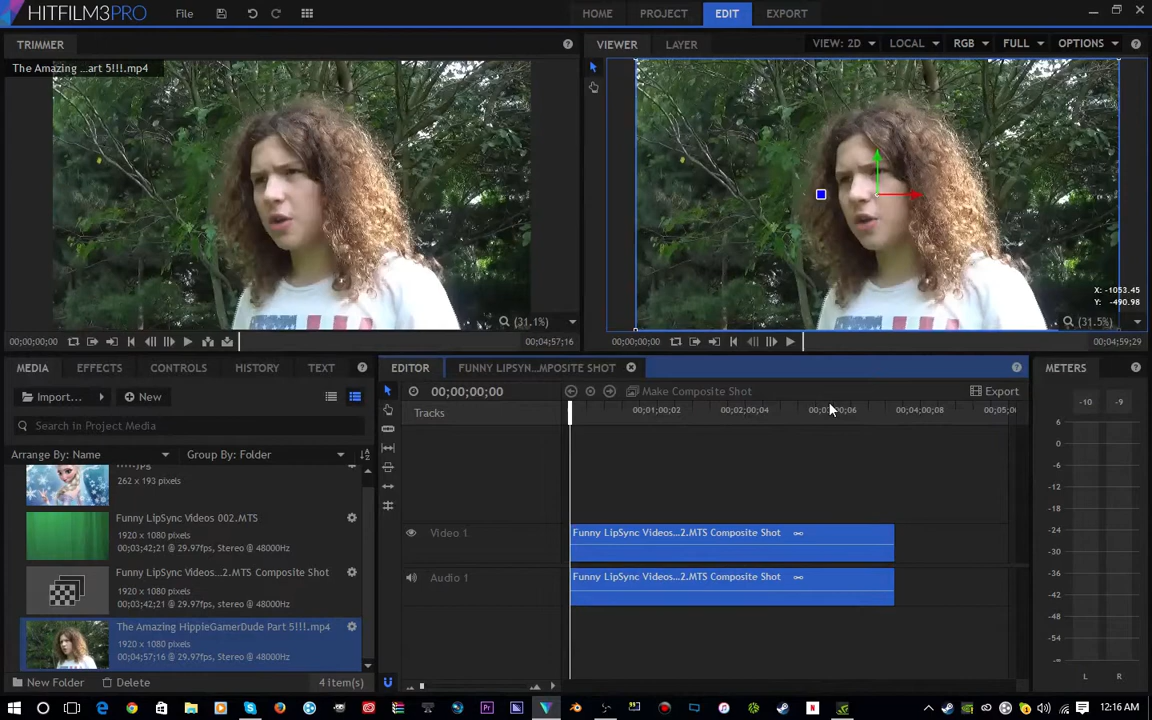 HITFILM3PRO File HOME PROJECT EDIT EXPORT
TRIMMER
The Amazing ...art 5!!!.mp4
(31.1%)
00;00;00;00 00;04;57;16
VIEWER LAYER VIEW: 2D LOCAL RGB FULL OPTIONS
X: -1053.45
Y: -490.98
(31.5%)
00;00;00;00 00;04;59;29
MEDIA EFFECTS CONTROLS HISTORY TEXT
Import... New
Search in Project Media
Arrange By: Name Group By: Folder
262 x 193 pixels
Funny LipSync Videos 002.MTS
1920 x 1080 pixels
00;03;42;21 @ 29.97fps, Stereo @ 48000Hz
Funny LipSync Videos...2.MTS Composite Shot
1920 x 1080 pixels
00;03;42;21 @ 29.97fps, Stereo @ 48000Hz
The Amazing HippieGamerDude Part 5!!!.mp4
1920 x 1080 pixels
00;04;57;16 @ 29.97fps, Stereo @ 48000Hz
New Folder Delete 4 item(s)
EDITOR FUNNY LIPSYN...MPOSITE SHOT
00;00;00;00 Make Composite Shot Export
Tracks 00;01;00;02 00;02;00;04 00;03;00;06 00;04;00;08 00;05;0
Video 1 Funny LipSync Videos...2.MTS Composite Shot
Audio 1 Funny LipSync Videos...2.MTS Composite Shot
METERS
-10 -9
6
0
-6
-12
-18
-24
-30
-36
-42
-48
-54
-∞
L R
12:16 AM